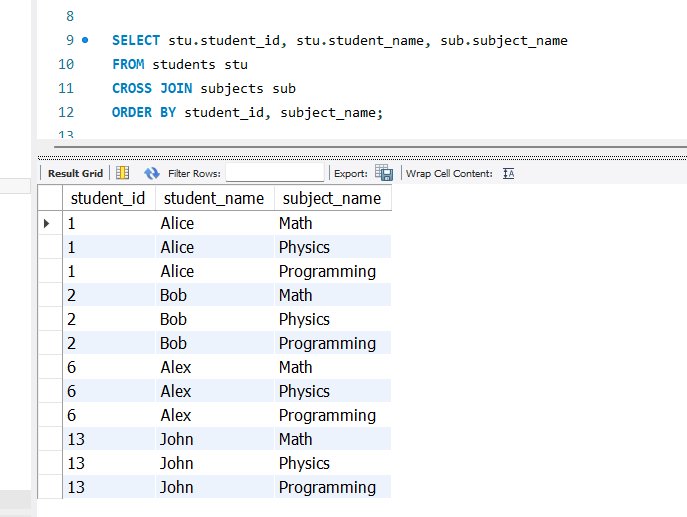 8
9 SELECT stu.student_id, stu.student_name, sub.subject_name
10 FROM students stu
11 CROSS JOIN subjects sub
12 ORDER BY student_id, subject_name;
13
Result Grid Filter Rows: Export: Wrap Cell Content:
student_id student_name subject_name
1 Alice Math
1 Alice Physics
1 Alice Programming
2 Bob Math
2 Bob Physics
2 Bob Programming
6 Alex Math
6 Alex Physics
6 Alex Programming
13 John Math
13 John Physics
13 John Programming